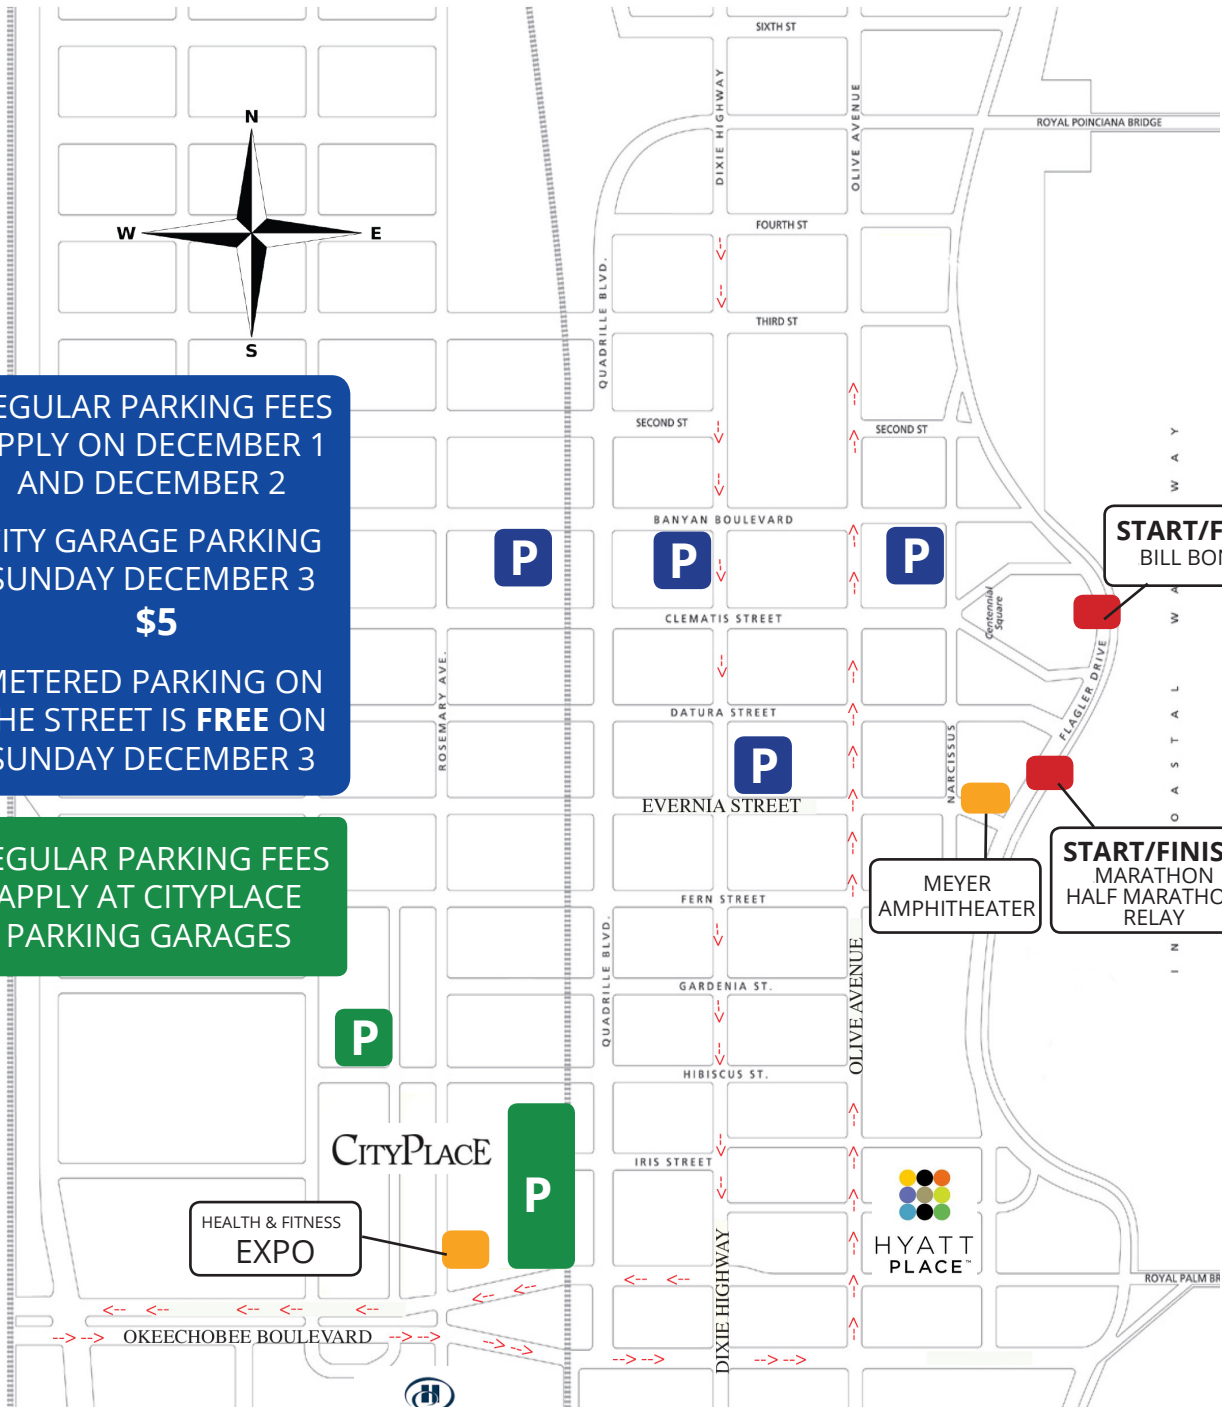 SIXTH ST
DIXIE HIGHWAY
OLIVE AVENUE
ROYAL POINCIANA BRIDGE
N
W
E
S
FOURTH ST
QUADRILLE BLVD.
THIRD ST
SECOND ST
SECOND ST
EGULAR PARKING FEES
PPLY ON DECEMBER 1
AND DECEMBER 2
ITY GARAGE PARKING
SUNDAY DECEMBER 3
$5
METERED PARKING ON
HE STREET IS FREE ON
SUNDAY DECEMBER 3
BANYAN BOULEVARD
P
P
P
START/F
BILL BO
Centennial
Square
CLEMATIS STREET
FLAGLER DRIVE
ROSEMARY AVE.
DATURA STREET
P
NARCISSUS
EVERNIA STREET
EGULAR PARKING FEES
APPLY AT CITYPLACE
PARKING GARAGES
MEYER
AMPHITHEATER
START/FINIS
MARATHON
HALF MARATHO
RELAY
IN OASTAL WA WAY
FERN STREET
QUADRILLE BLVD.
OLIVE AVENUE
GARDENIA ST.
P
HIBISCUS ST.
CITYPLACE
P
IRIS STREET
HEALTH & FITNESS
EXPO
HYATT
PLACE™
DIXIE HIGHWAY
ROYAL PALM BR
OKEECHOBEE BOULEVARD
H